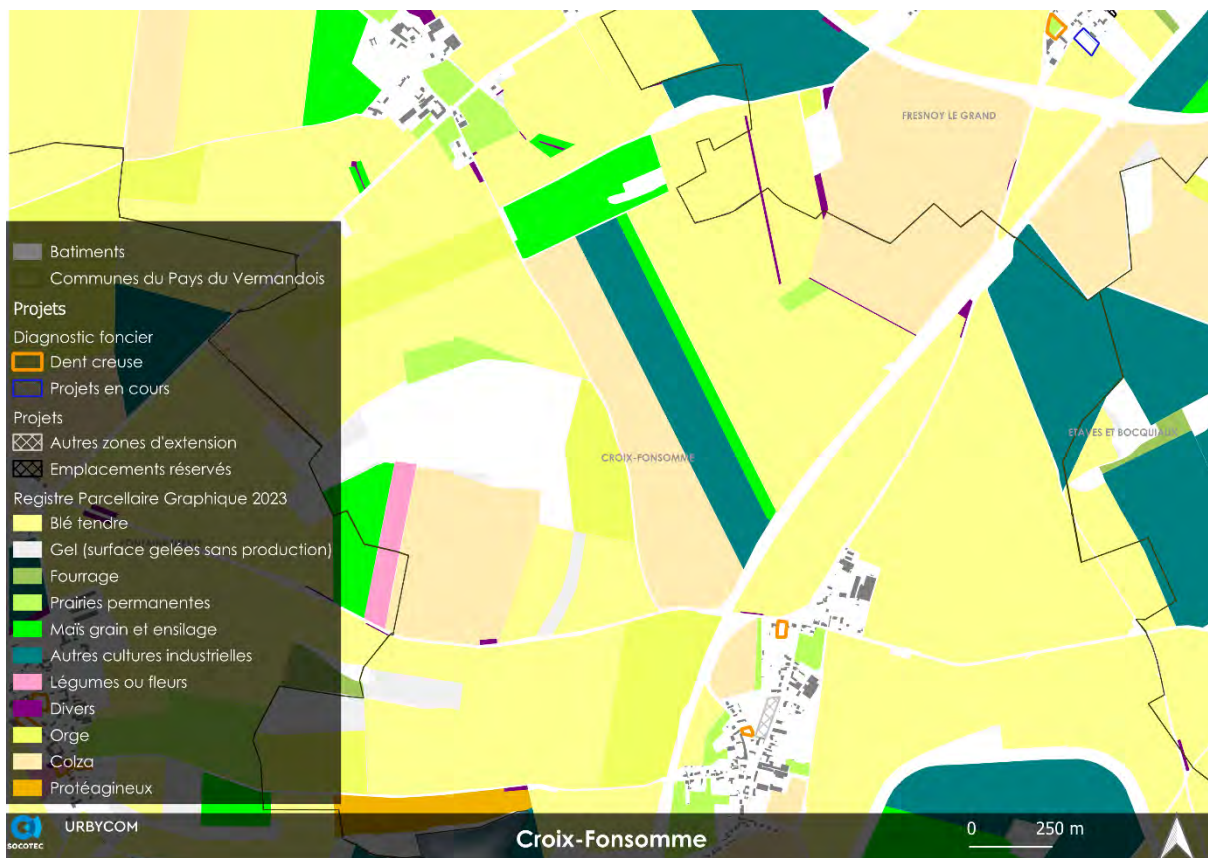 FRESNOY LE GRAND
Batiments
Communes du Pays du Vermandois
Projets
Diagnostic foncier
Dent creuse
Projets en cours
Projets
Autres zones d'extension
Emplacements réservés
Registre Parcellaire Graphique 2023
Blé tendre
Gel (surface gelées sans production)
Fourrage
Prairies permanentes
Maïs grain et ensilage
Autres cultures industrielles
Légumes ou fleurs
Divers
Orge
Colza
Protéagineux
ETAVES ET BOCQUIAUX
CROIX-FONSOMME
SOCOTEC
URBYCOM
Croix-Fonsomme
0 250 m